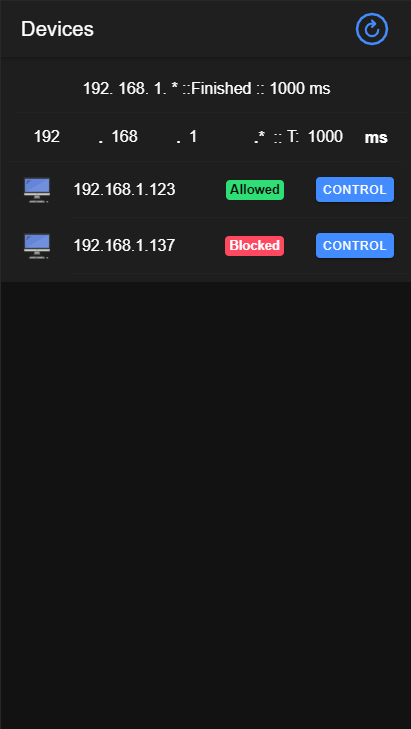 Devices
192. 168. 1. * ::Finished :: 1000 ms
192 . 168 . 1 .* :: T: 1000 ms
192.168.1.123 Allowed CONTROL
192.168.1.137 Blocked CONTROL